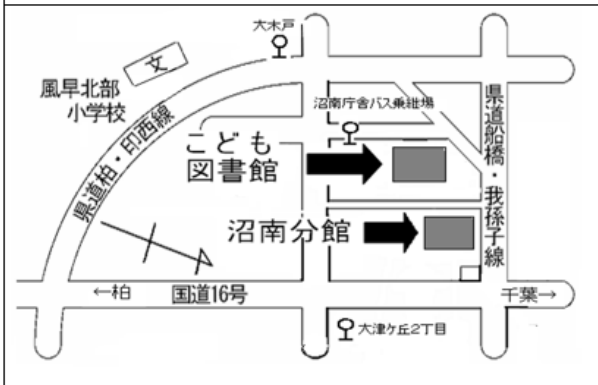 大木戸
文
風早北部
小学校
県道柏・印西線
沼南庁舎バス乗継場
こども
図書館
県道船橋・我孫子線
沼南分館
←柏
国道16号
千葉→
大津ケ丘2丁目